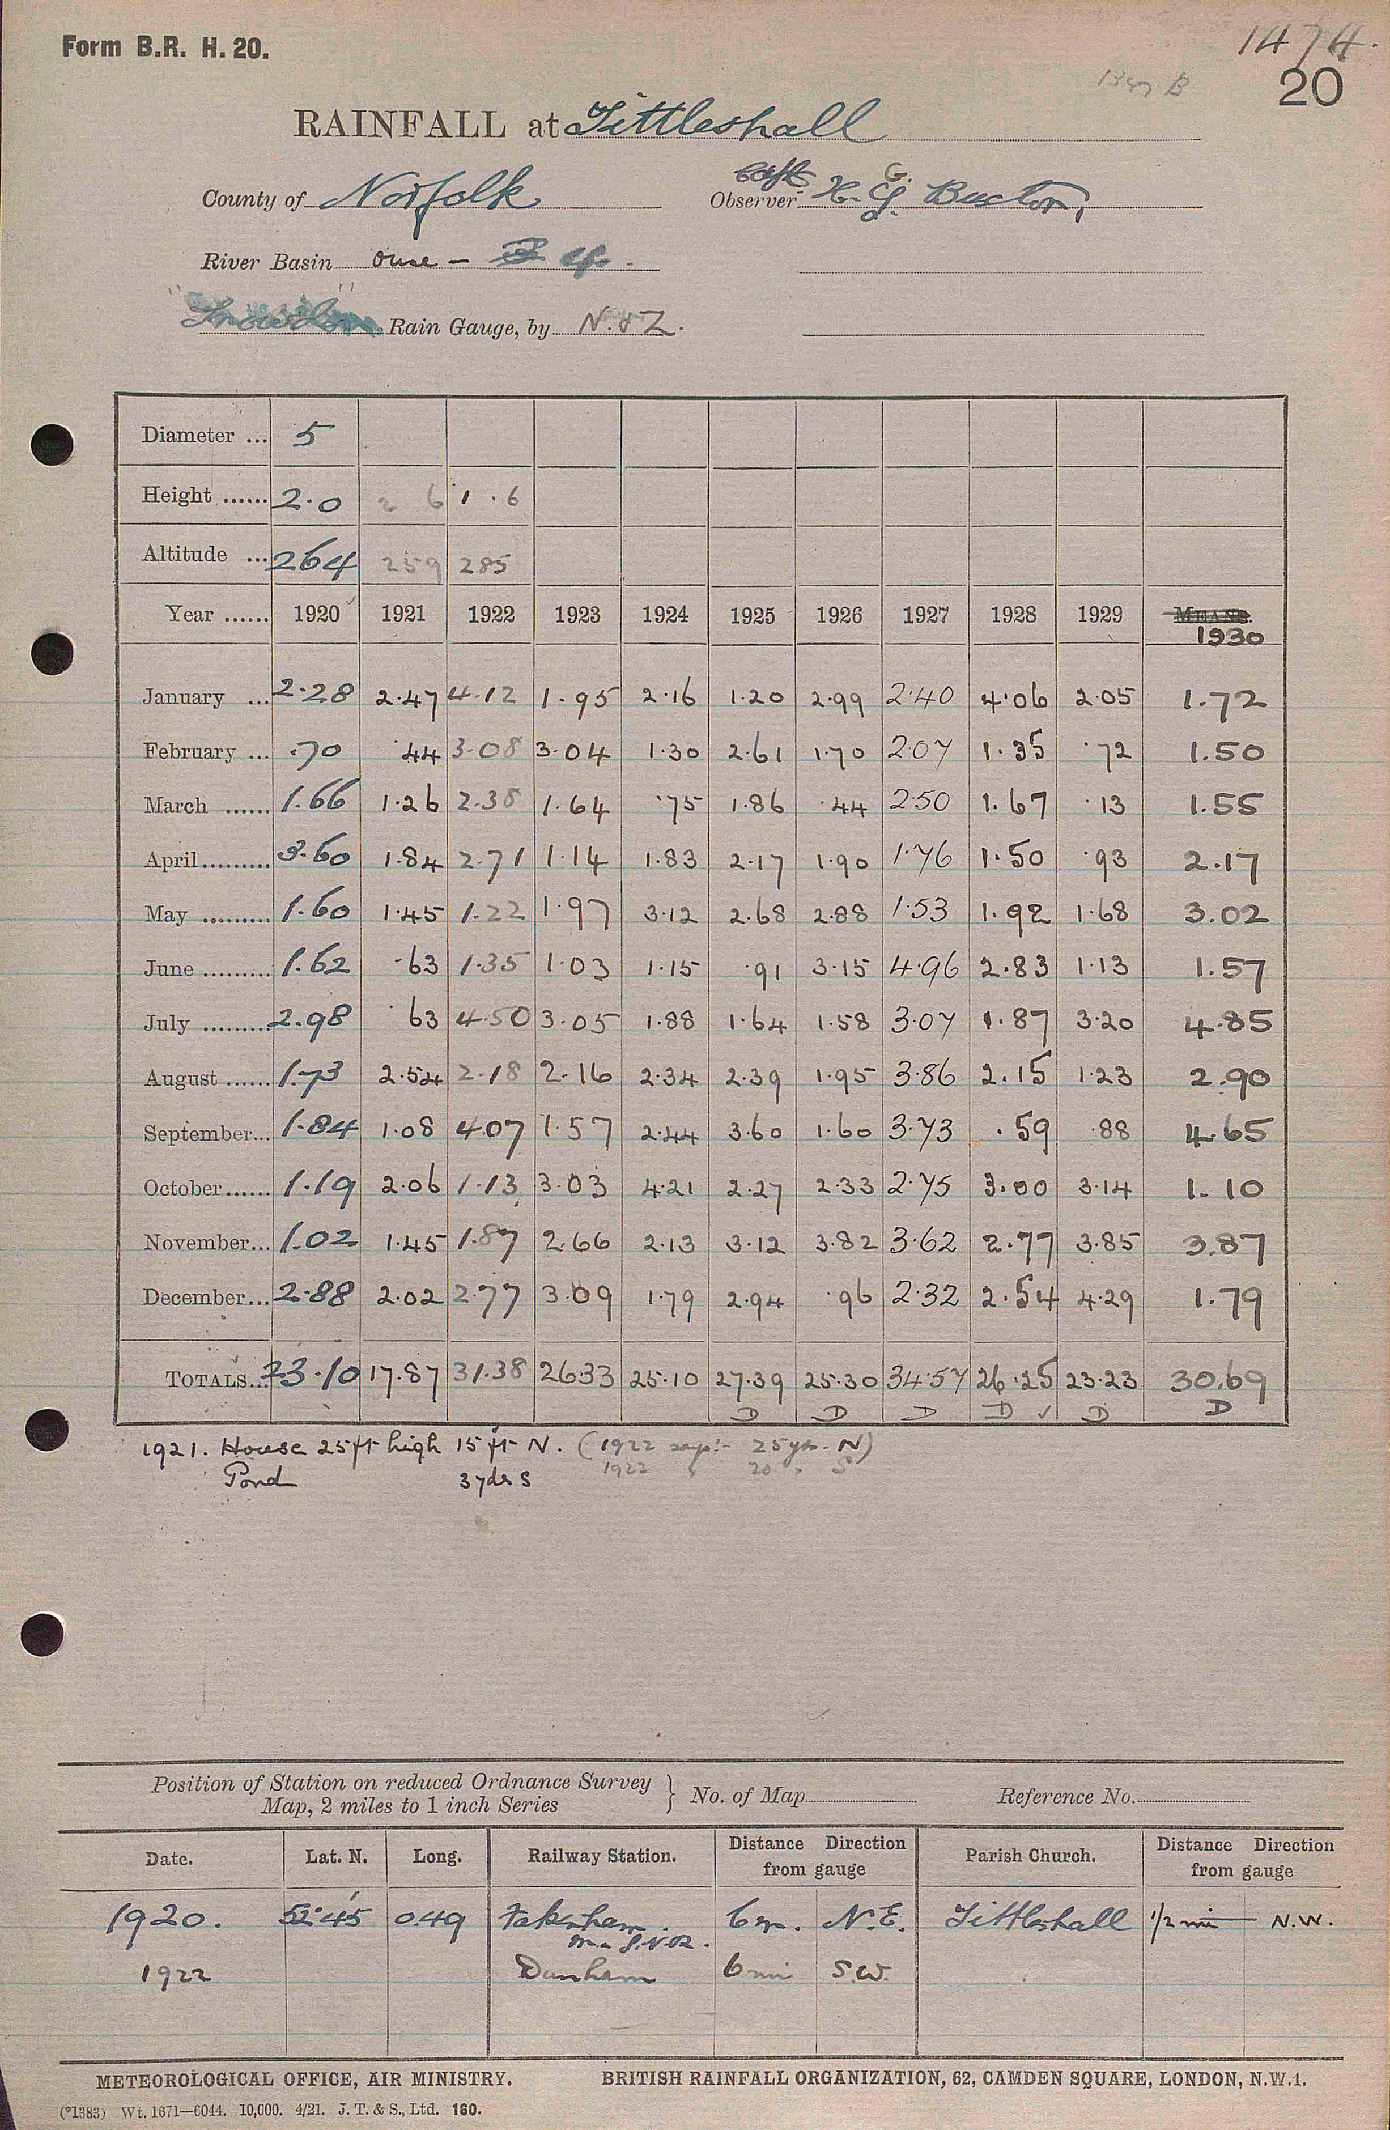 Form B.R. H. 20.
1474.
20
RAINFALL at Tittleshall
County of Norfolk
Observer Capt. H. G. Buxton,
River Basin Ouse –
"Snowdon" Rain Gauge, by N. & Z.
Diameter ... 5
Height ...... 2.0 2 6 1 . 6
Altitude ... 264 259 285
Year ...... 1920 1921 1922 1923 1924 1925 1926 1927 1928 1929 MEANS. 1930
January ... 2.28 2.47 4.12 1.95 2.16 1.20 2.99 2.40 4.06 2.05 1.72
February ... .70 .44 3.08 3.04 1.30 2.61 1.70 2.07 1.35 .72 1.50
March ...... 1.66 1.26 2.38 1.64 .75 1.86 .44 2.50 1.67 .13 1.55
April ......... 3.60 1.84 2.71 1.14 1.83 2.17 1.90 1.76 1.50 .93 2.17
May ......... 1.60 1.45 1.22 1.97 3.12 2.68 2.88 1.53 1.92 1.68 3.02
June ......... 1.62 .63 1.35 1.03 1.15 .91 3.15 4.96 2.83 1.13 1.57
July ......... 2.98 .63 4.50 3.05 1.88 1.64 1.58 3.07 1.87 3.20 4.85
August ...... 1.73 2.54 2.18 2.16 2.34 2.39 1.95 3.86 2.15 1.23 2.90
September... 1.84 1.08 4.07 1.57 2.44 3.60 1.60 3.73 .59 .88 4.65
October...... 1.19 2.06 1.13 3.03 4.21 2.27 2.33 2.75 3.00 3.14 1.10
November... 1.02 1.45 1.87 2.66 2.13 3.12 3.82 3.62 2.77 3.85 3.87
December... 2.88 2.02 2.77 3.09 1.79 2.94 .96 2.32 2.54 4.29 1.79
TOTALS... 23.10 17.87 31.38 26.33 25.10 27.39 25.30 34.57 26.25 23.23 30.69
D D D D ✓ D D
1921. House 25 ft high 15 ft N. (1922 25 yds N)
Pond 3 yds S 1922 20 " S
Position of Station on reduced Ordnance Survey
Map, 2 miles to 1 inch Series } No. of Map Reference No.
Date. Lat. N. Long. Railway Station. Distance Direction from gauge Parish Church. Distance Direction from gauge
1920. 52°45' 0.49 Fakenham. 6 m. N.E. Tittleshall 1/2 mi N.W.
1922 Dunham 6 mi S.W.
METEOROLOGICAL OFFICE, AIR MINISTRY. BRITISH RAINFALL ORGANIZATION, 62, CAMDEN SQUARE, LONDON, N.W.1.
(*1383) Wt. 1671—6044. 10,000. 4/21. J. T. & S., Ltd. 160.